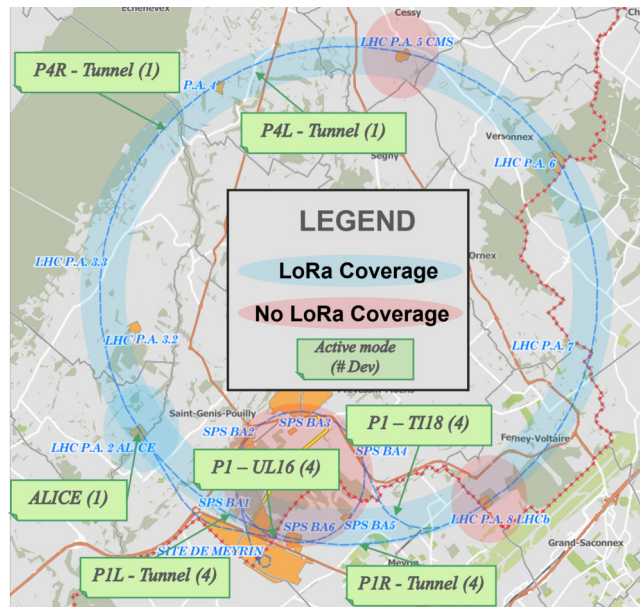 Echenevex
Cessy
LHC P.A. 5 CMS
P4R - Tunnel (1)
P.A. 4
P4L - Tunnel (1)
Versonnex
Segny
LHC P.A. 6
LEGEND
LoRa Coverage
No LoRa Coverage
Active mode
(# Dev)
Ornex
LHC P.A. 3.3
LHC P.A. 3.2
LHC P.A. 7
Saint-Genis-Pouilly
SPS BA2
SPS BA3
P1 – TI18 (4)
Ferney-Voltaire
LHC P.A. 2 ALICE
P1 – UL16 (4)
SPS BA4
ALICE (1)
SPS BA1
SPS BA6
SPS BA5
LHC P.A. 8 LHCb
SITE DE MEYRIN
Grand-Saconnex
Meyrin
P1L - Tunnel (4)
P1R - Tunnel (4)